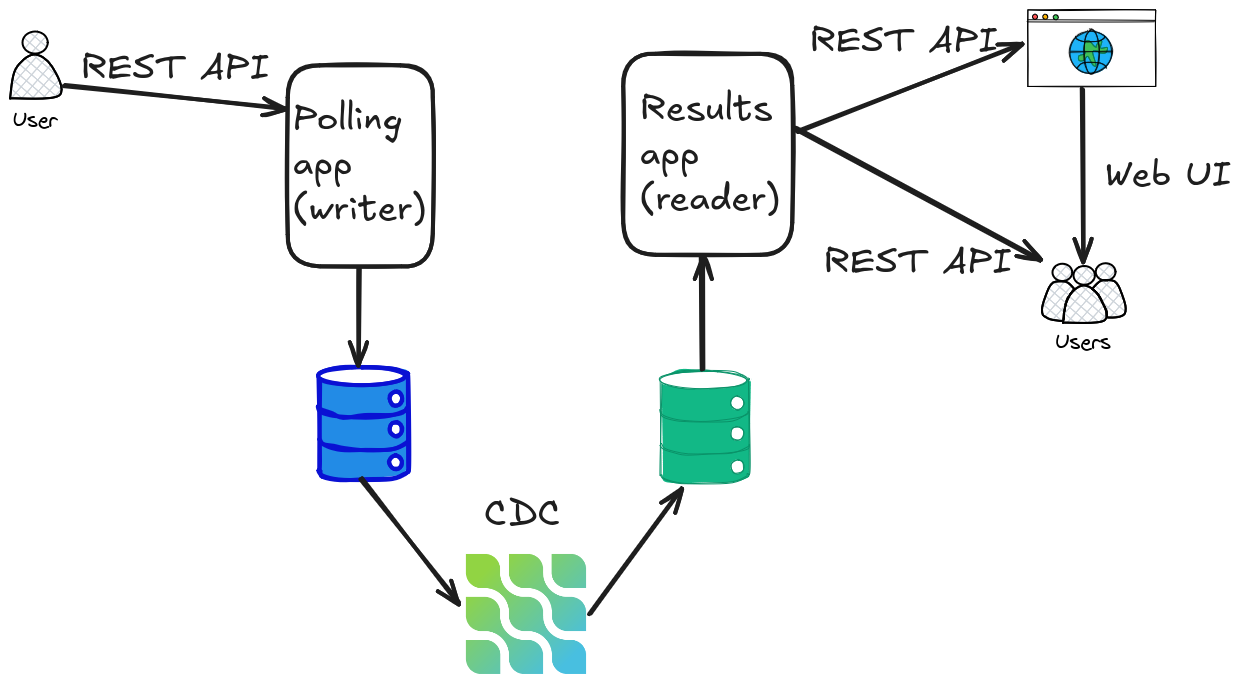 REST API
User
Polling
app
(writer)
Results
app
(reader)
REST API
Web UI
REST API
Users
CDC